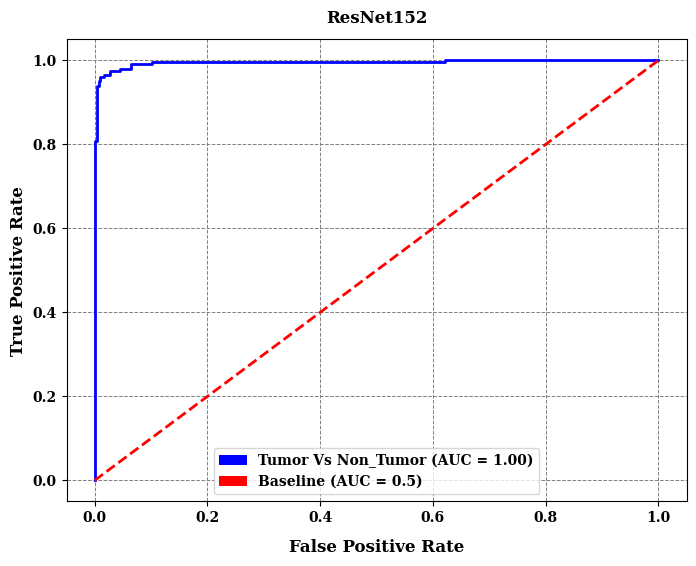 ResNet152
True Positive Rate
1.0
0.8
0.6
0.4
0.2
0.0
Tumor Vs Non_Tumor (AUC = 1.00)
Baseline (AUC = 0.5)
0.0 0.2 0.4 0.6 0.8 1.0
False Positive Rate